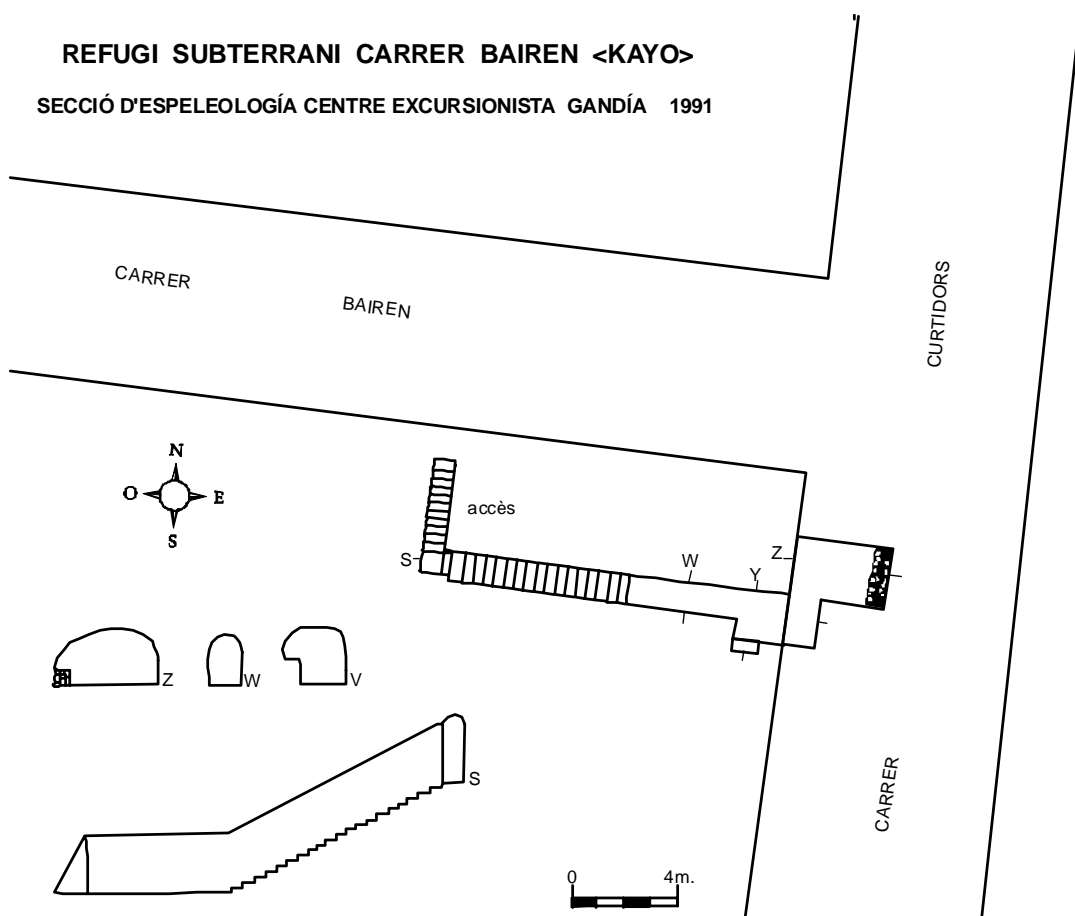 REFUGI SUBTERRANI CARRER BAIREN <KAYO>
SECCIÓ D'ESPELEOLOGÍA CENTRE EXCURSIONISTA GANDÍA 1991
CARRER BAIREN
CURTIDORS
N
O E
S
accès
S
W
Y
Z
Z W V
S
CARRER
0 4m.